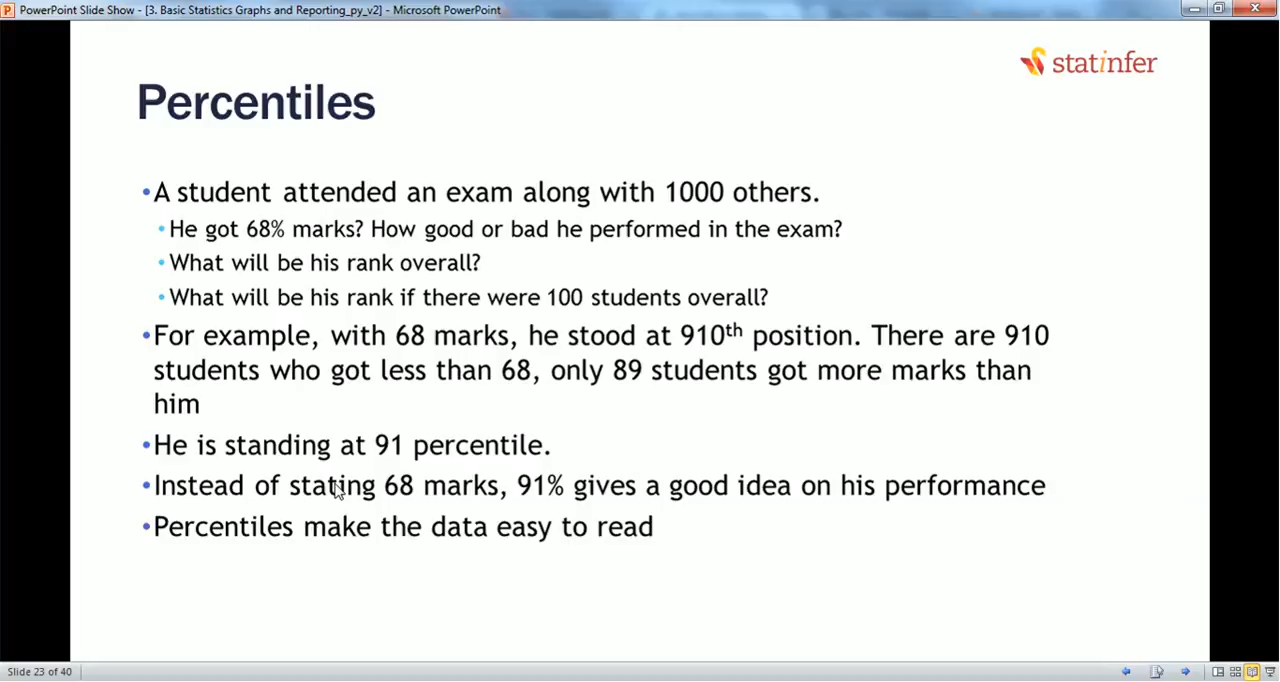 PowerPoint Slide Show - [3. Basic Statistics Graphs and Reporting_py_v2] - Microsoft PowerPoint
statinfer
Percentiles
•A student attended an exam along with 1000 others.
•He got 68% marks? How good or bad he performed in the exam?
•What will be his rank overall?
•What will be his rank if there were 100 students overall?
•For example, with 68 marks, he stood at 910th position. There are 910
students who got less than 68, only 89 students got more marks than
him
•He is standing at 91 percentile.
•Instead of stating 68 marks, 91% gives a good idea on his performance
•Percentiles make the data easy to read
Slide 23 of 40